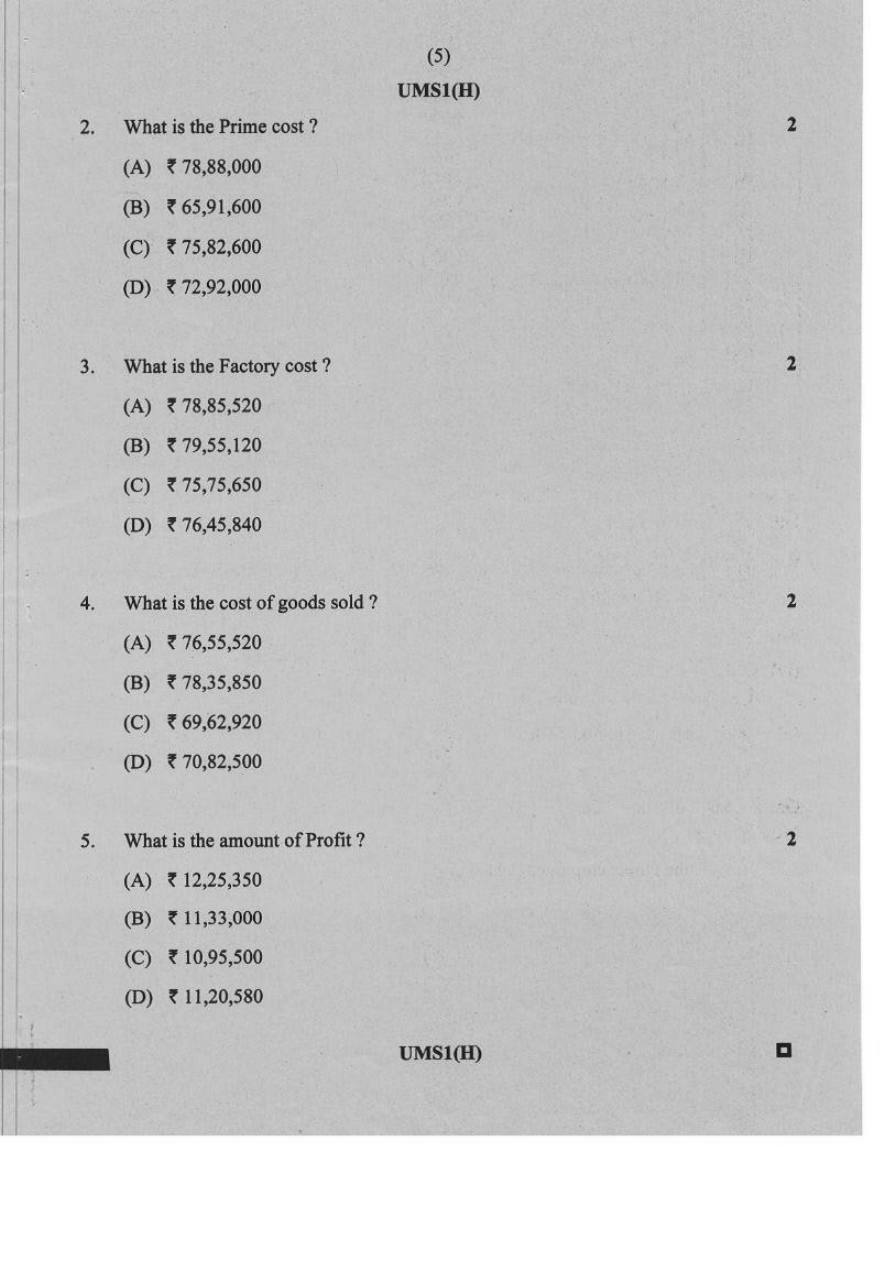 (5)
UMS1(H)
2. What is the Prime cost ? 2
(A) ₹ 78,88,000
(B) ₹ 65,91,600
(C) ₹ 75,82,600
(D) ₹ 72,92,000
3. What is the Factory cost ? 2
(A) ₹ 78,85,520
(B) ₹ 79,55,120
(C) ₹ 75,75,650
(D) ₹ 76,45,840
4. What is the cost of goods sold ? 2
(A) ₹ 76,55,520
(B) ₹ 78,35,850
(C) ₹ 69,62,920
(D) ₹ 70,82,500
5. What is the amount of Profit ? 2
(A) ₹ 12,25,350
(B) ₹ 11,33,000
(C) ₹ 10,95,500
(D) ₹ 11,20,580
UMS1(H)